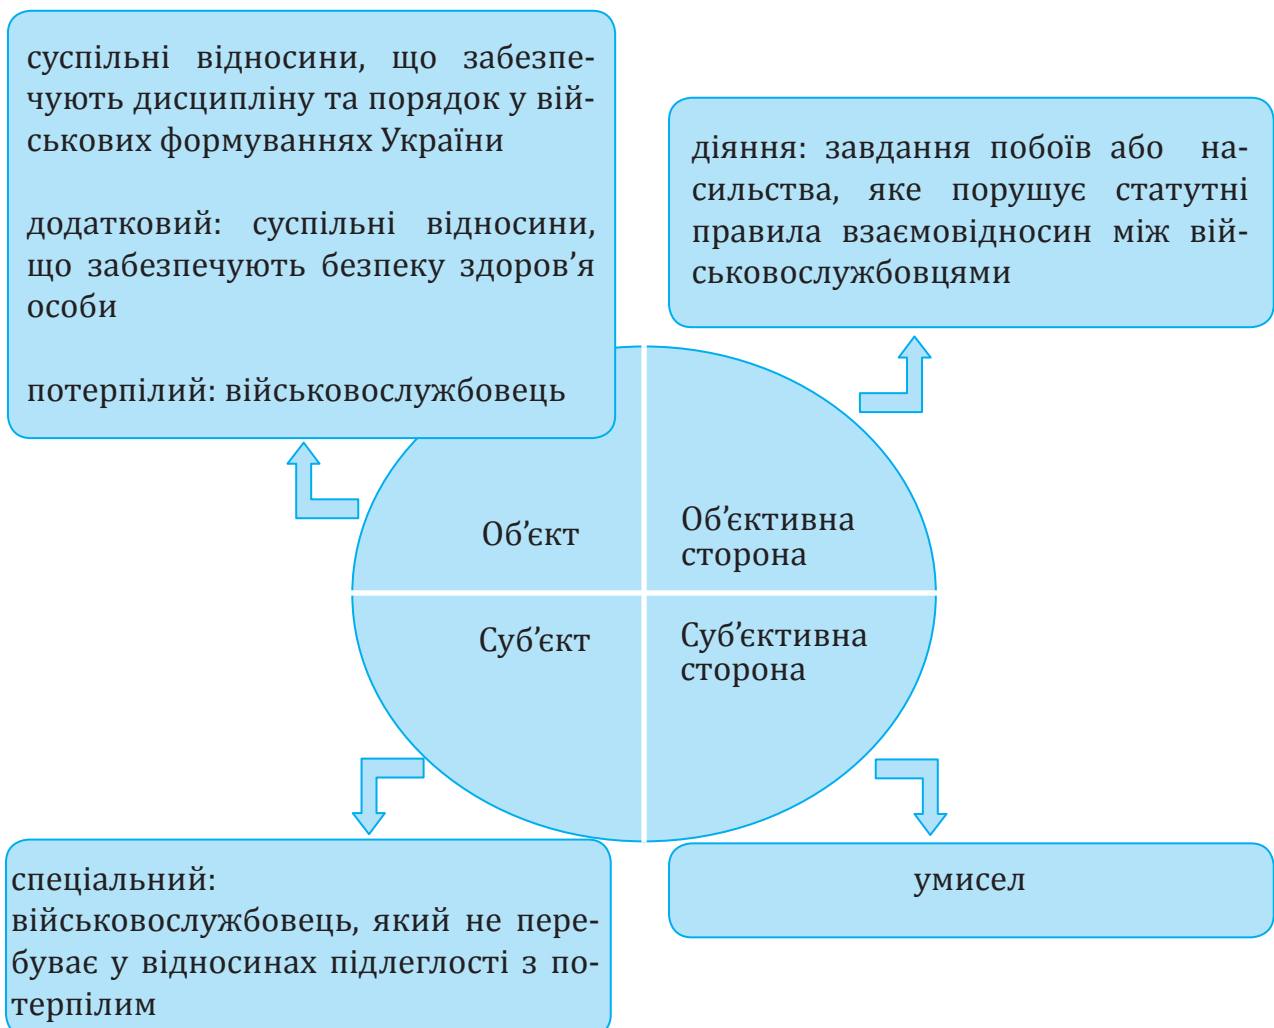 суспільні відносини, що забезпе-
чують дисципліну та порядок у вій-
ськових формуваннях України
додатковий: суспільні відносини,
що забезпечують безпеку здоров’я
особи
потерпілий: військовослужбовець
діяння: завдання побоїв або на-
сильства, яке порушує статутні
правила взаємовідносин між вій-
ськовослужбовцями
Об’єкт
Об’єктивна
сторона
Суб’єкт
Суб’єктивна
сторона
спеціальний:
військовослужбовець, який не пере-
буває у відносинах підлеглості з по-
терпілим
умисел